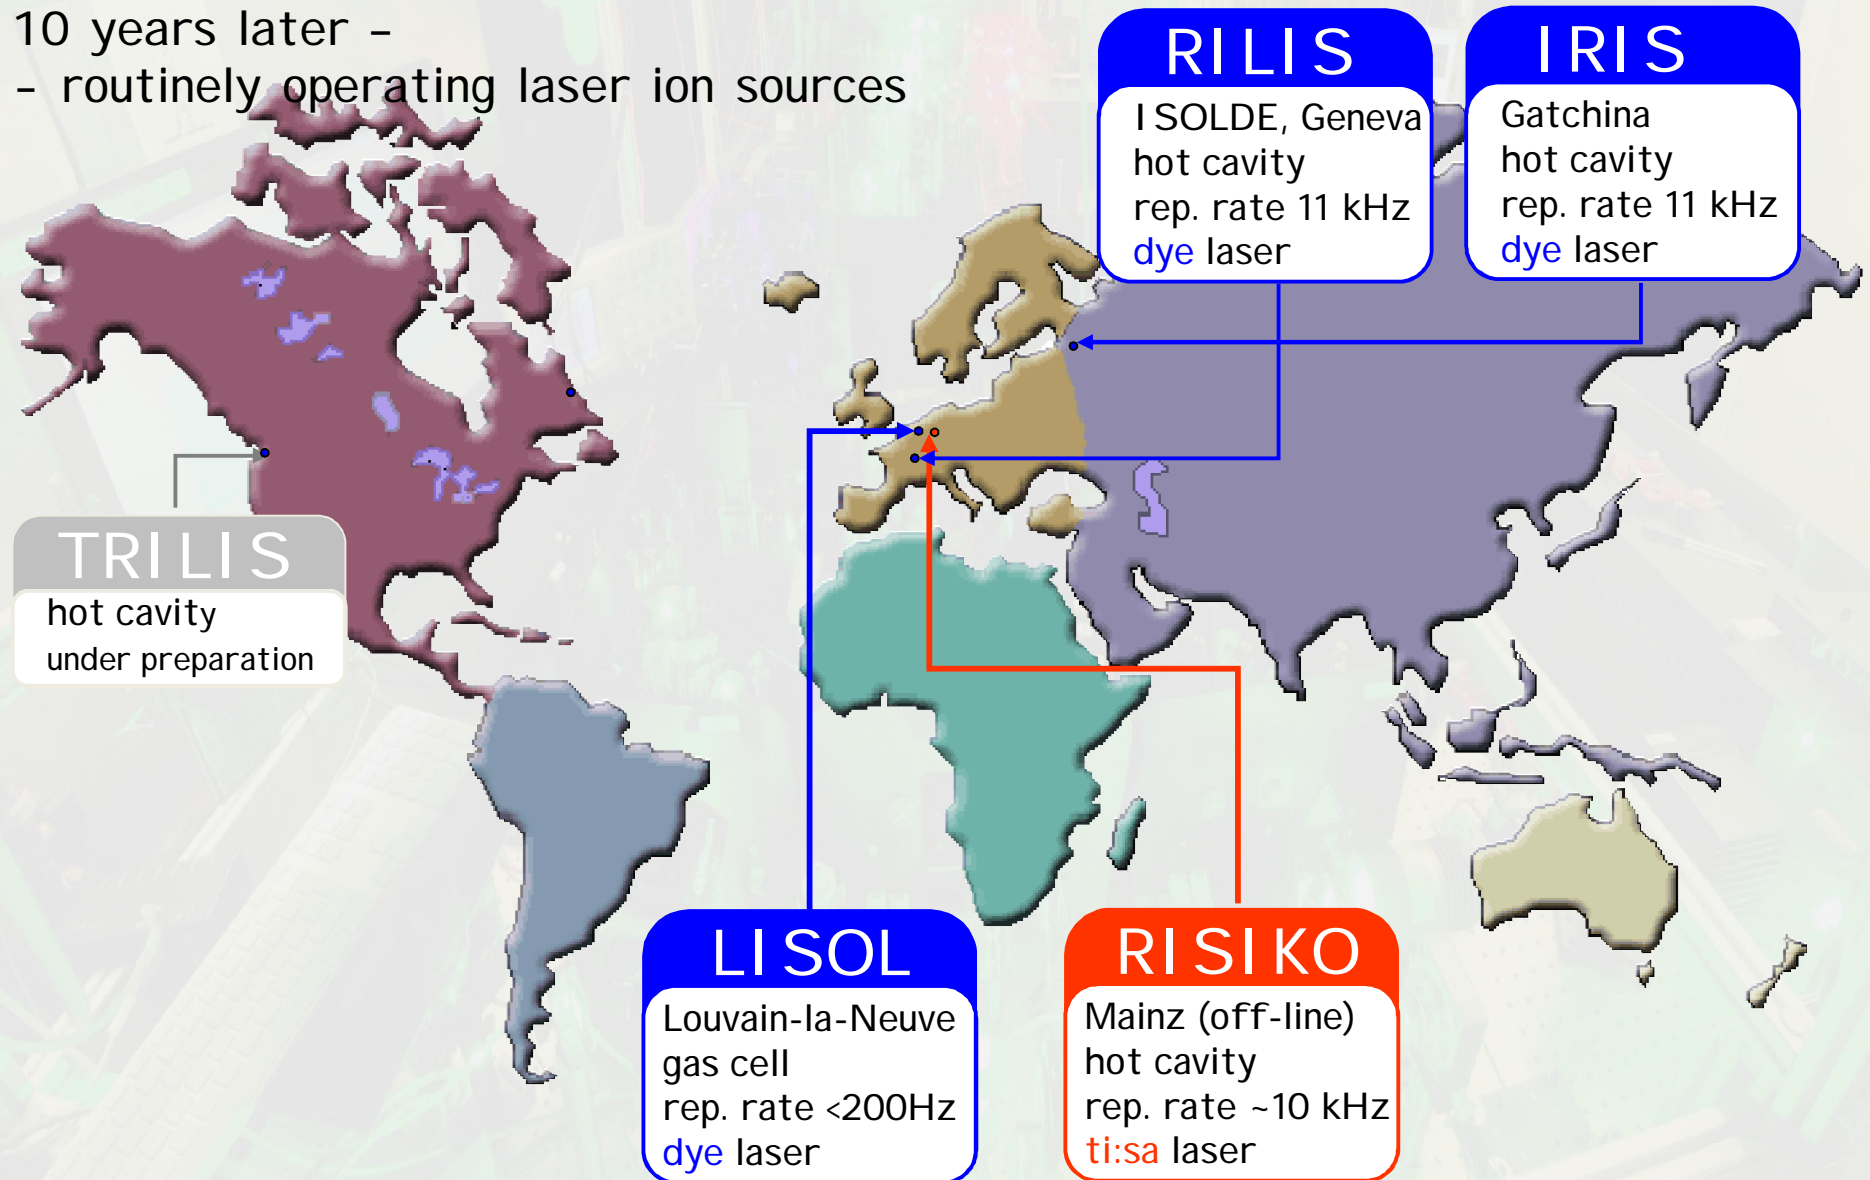 10 years later –
– routinely operating laser ion sources
RILIS
ISOLDE, Geneva
hot cavity
rep. rate 11 kHz
dye laser
IRIS
Gatchina
hot cavity
rep. rate 11 kHz
dye laser
TRILIS
hot cavity
under preparation
LISOL
Louvain-la-Neuve
gas cell
rep. rate <200Hz
dye laser
RISIKO
Mainz (off-line)
hot cavity
rep. rate ~10 kHz
ti:sa laser